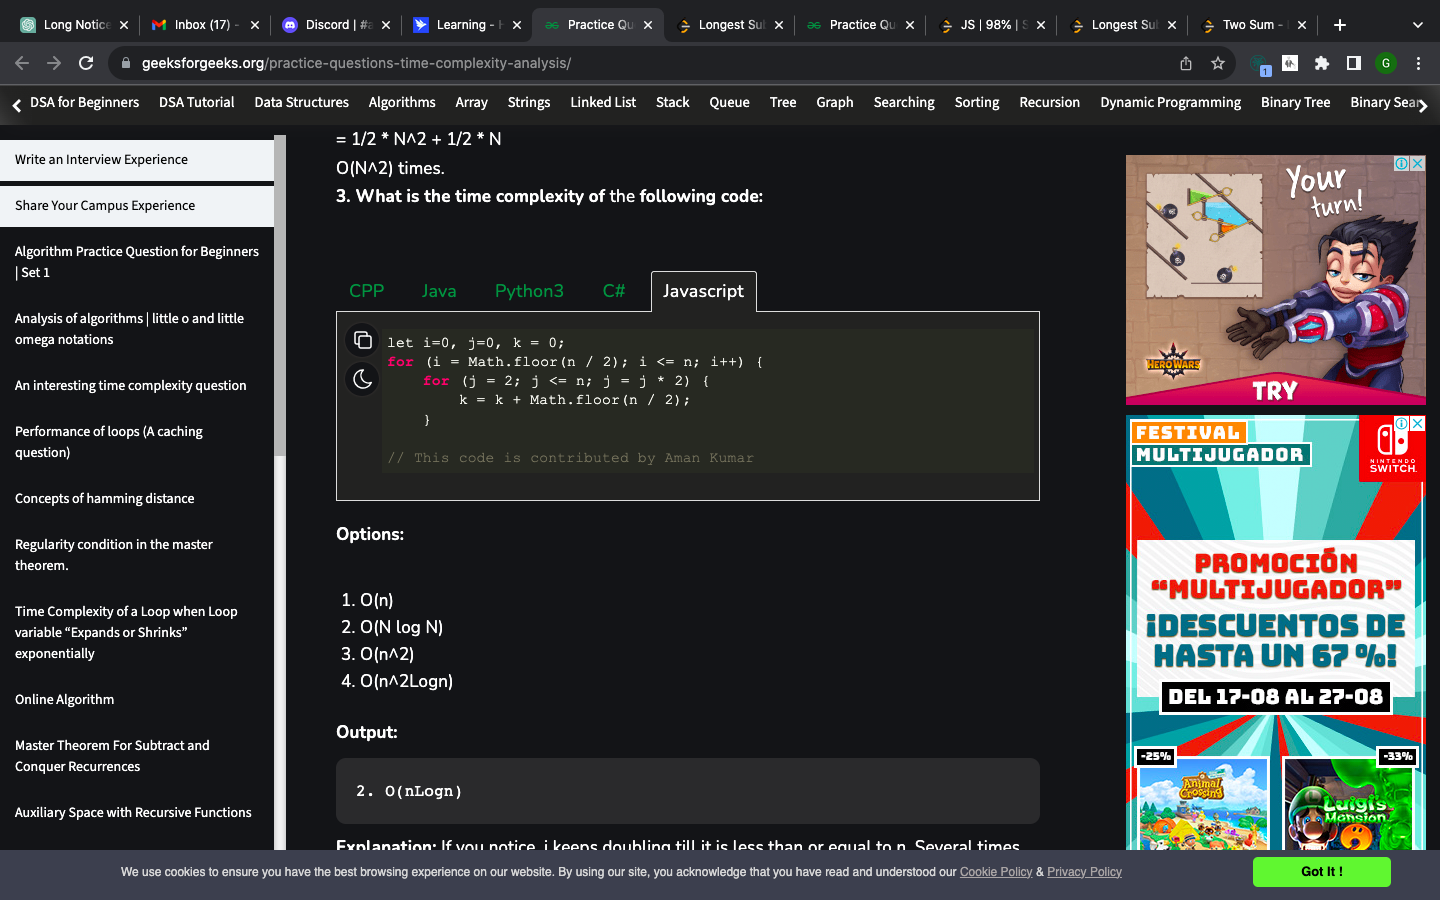 Long Notice
Inbox (17) -
Discord | #a
Learning - H
Practice Qu
Longest Sub
Practice Qu
JS | 98% | S
Longest Sub
Two Sum -
geeksforgeeks.org/practice-questions-time-complexity-analysis/
1
G
DSA for Beginners
DSA Tutorial
Data Structures
Algorithms
Array
Strings
Linked List
Stack
Queue
Tree
Graph
Searching
Sorting
Recursion
Dynamic Programming
Binary Tree
Binary Sear
Write an Interview Experience
Share Your Campus Experience
Algorithm Practice Question for Beginners
| Set 1
Analysis of algorithms | little o and little
omega notations
An interesting time complexity question
Performance of loops (A caching
question)
Concepts of hamming distance
Regularity condition in the master
theorem.
Time Complexity of a Loop when Loop
variable “Expands or Shrinks”
exponentially
Online Algorithm
Master Theorem For Subtract and
Conquer Recurrences
Auxiliary Space with Recursive Functions
= 1/2 * N^2 + 1/2 * N
O(N^2) times.
3. What is the time complexity of the following code:
CPP
Java
Python3
C#
Javascript
let i=0, j=0, k = 0;
for (i = Math.floor(n / 2); i <= n; i++) {
for (j = 2; j <= n; j = j * 2) {
k = k + Math.floor(n / 2);
}
// This code is contributed by Aman Kumar
Options:
1. O(n)
2. O(N log N)
3. O(n^2)
4. O(n^2Logn)
Output:
2. O(nLogn)
Explanation: If you notice, j keeps doubling till it is less than or equal to n. Several times,
Your
turn!
HERO WARS
TRY
FESTIVAL
MULTIJUGADOR
NINTENDO
SWITCH
PROMOCIÓN
“MULTIJUGADOR”
¡DESCUENTOS DE
HASTA UN 67 %!
DEL 17-08 AL 27-08
-25%
-33%
Animal
Crossing
Luigi's
Mansion
We use cookies to ensure you have the best browsing experience on our website. By using our site, you acknowledge that you have read and understood our Cookie Policy & Privacy Policy
Got It !